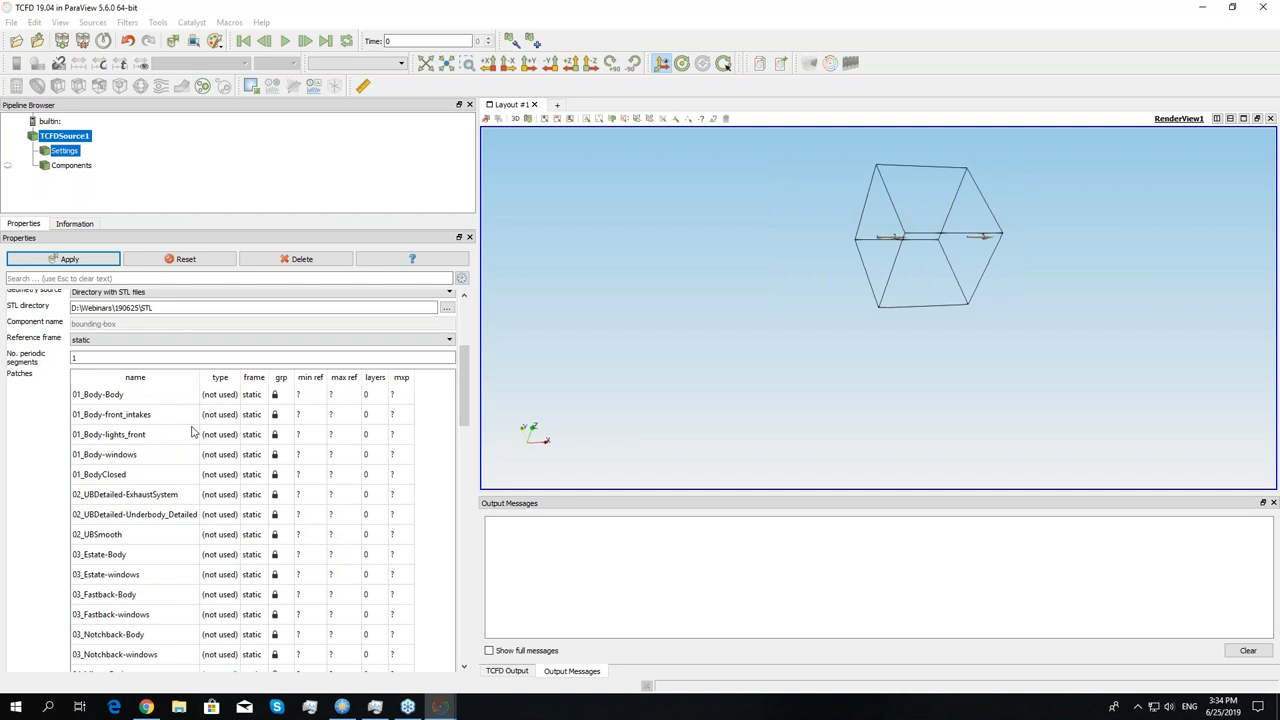 TCFD 19.04 in ParaView 5.6.0 64-bit
File Edit View Sources Filters Tools Catalyst Macros Help
Time: 0 0
Pipeline Browser
builtin:
TCFDSource1
Settings
Components
Properties Information
Properties
Apply Reset Delete ?
Search ... (use Esc to clear text)
Geometry source Directory with STL files
STL directory D:\Webinars\190625\STL ...
Component name bounding-box
Reference frame static
No. periodic segments 1
Patches
name type frame grp min ref max ref layers mxp
01_Body-Body (not used) static ? ? 0 ?
01_Body-front_intakes (not used) static ? ? 0 ?
01_Body-lights_front (not used) static ? ? 0 ?
01_Body-windows (not used) static ? ? 0 ?
01_BodyClosed (not used) static ? ? 0 ?
02_UBDetailed-ExhaustSystem (not used) static ? ? 0 ?
02_UBDetailed-Underbody_Detailed (not used) static ? ? 0 ?
02_UBSmooth (not used) static ? ? 0 ?
03_Estate-Body (not used) static ? ? 0 ?
03_Estate-windows (not used) static ? ? 0 ?
03_Fastback-Body (not used) static ? ? 0 ?
03_Fastback-windows (not used) static ? ? 0 ?
03_Notchback-Body (not used) static ? ? 0 ?
03_Notchback-windows (not used) static ? ? 0 ?
Layout #1 +
3D RenderView1
Y Z X
Output Messages
Show full messages Clear
TCFD Output Output Messages
ENG 3:34 PM
6/25/2019